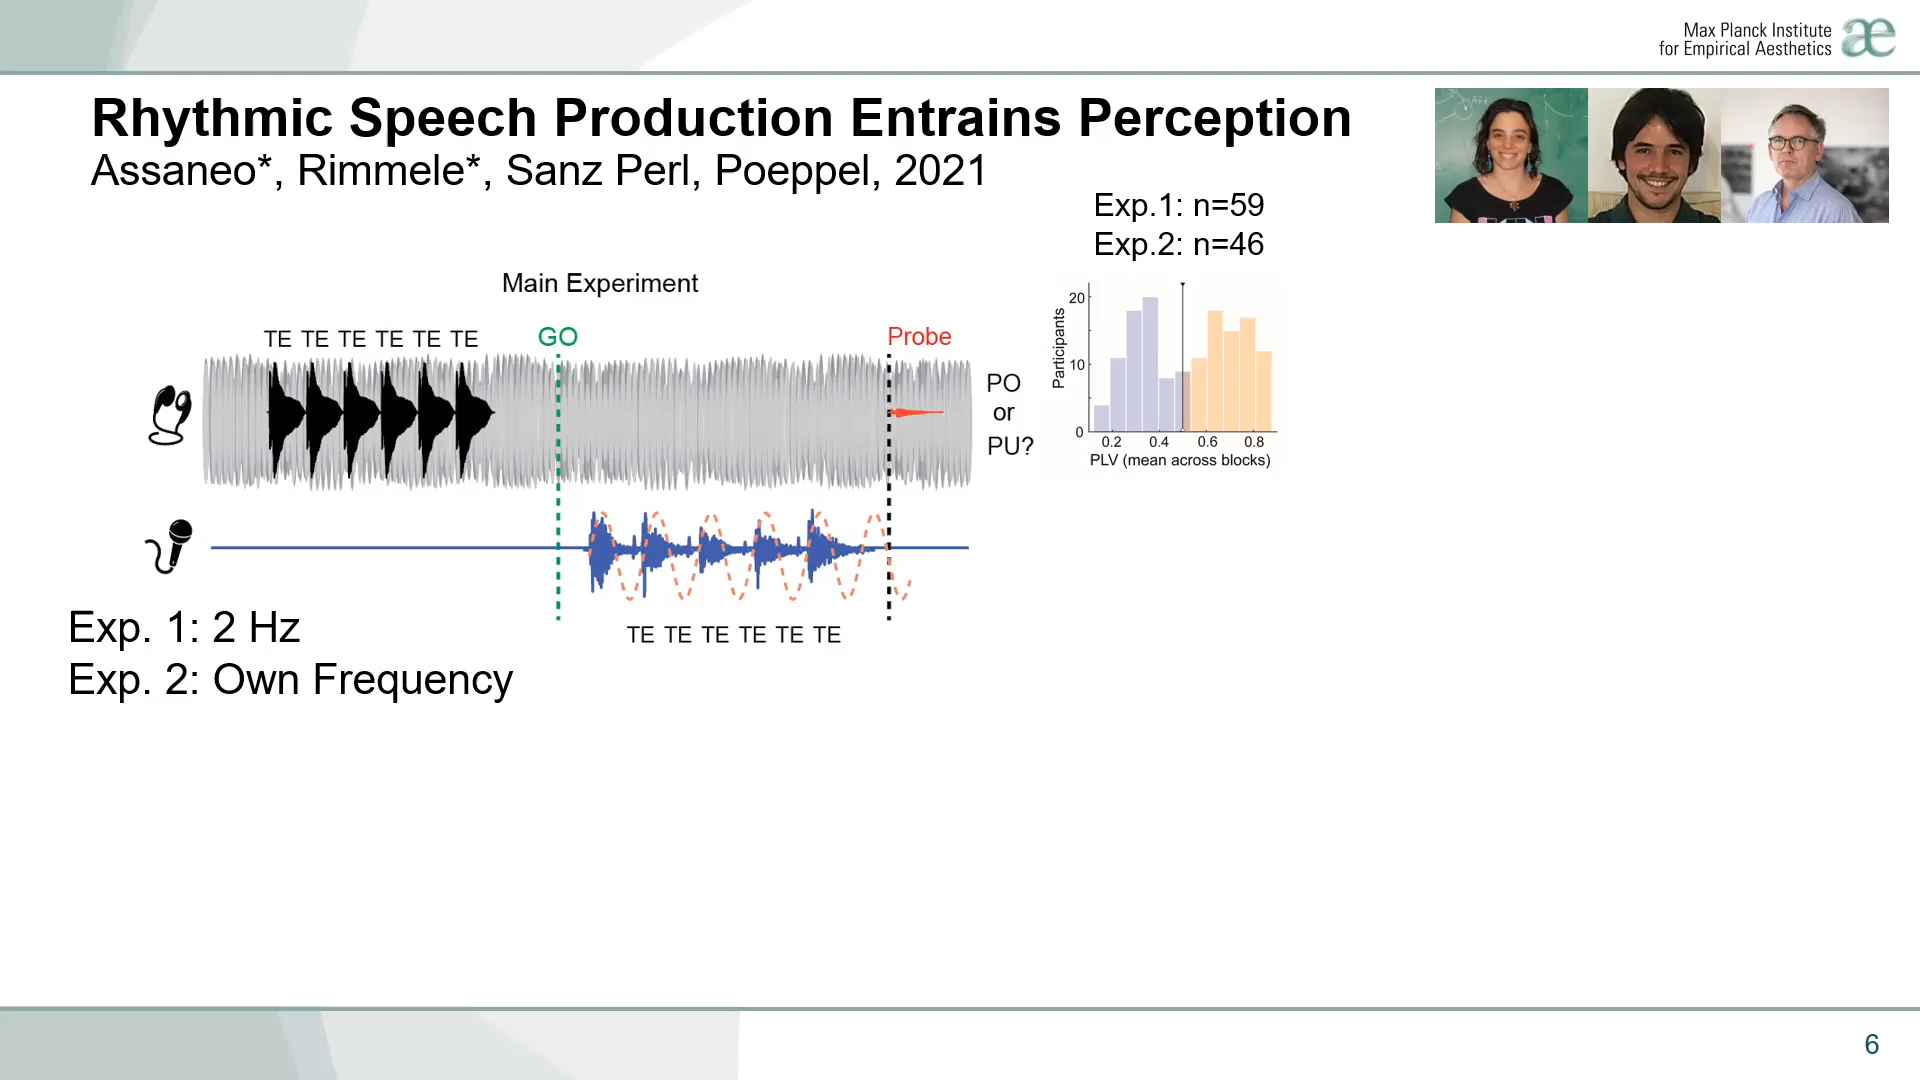 Max Planck Institute
for Empirical Aesthetics
æ
Rhythmic Speech Production Entrains Perception
Assaneo*, Rimmele*, Sanz Perl, Poeppel, 2021
Exp.1: n=59
Exp.2: n=46
Main Experiment
TE TE TE TE TE TE
GO
Probe
PO
or
PU?
Participants
20
10
0
0.2 0.4 0.6 0.8
PLV (mean across blocks)
TE TE TE TE TE TE
Exp. 1: 2 Hz
Exp. 2: Own Frequency
6